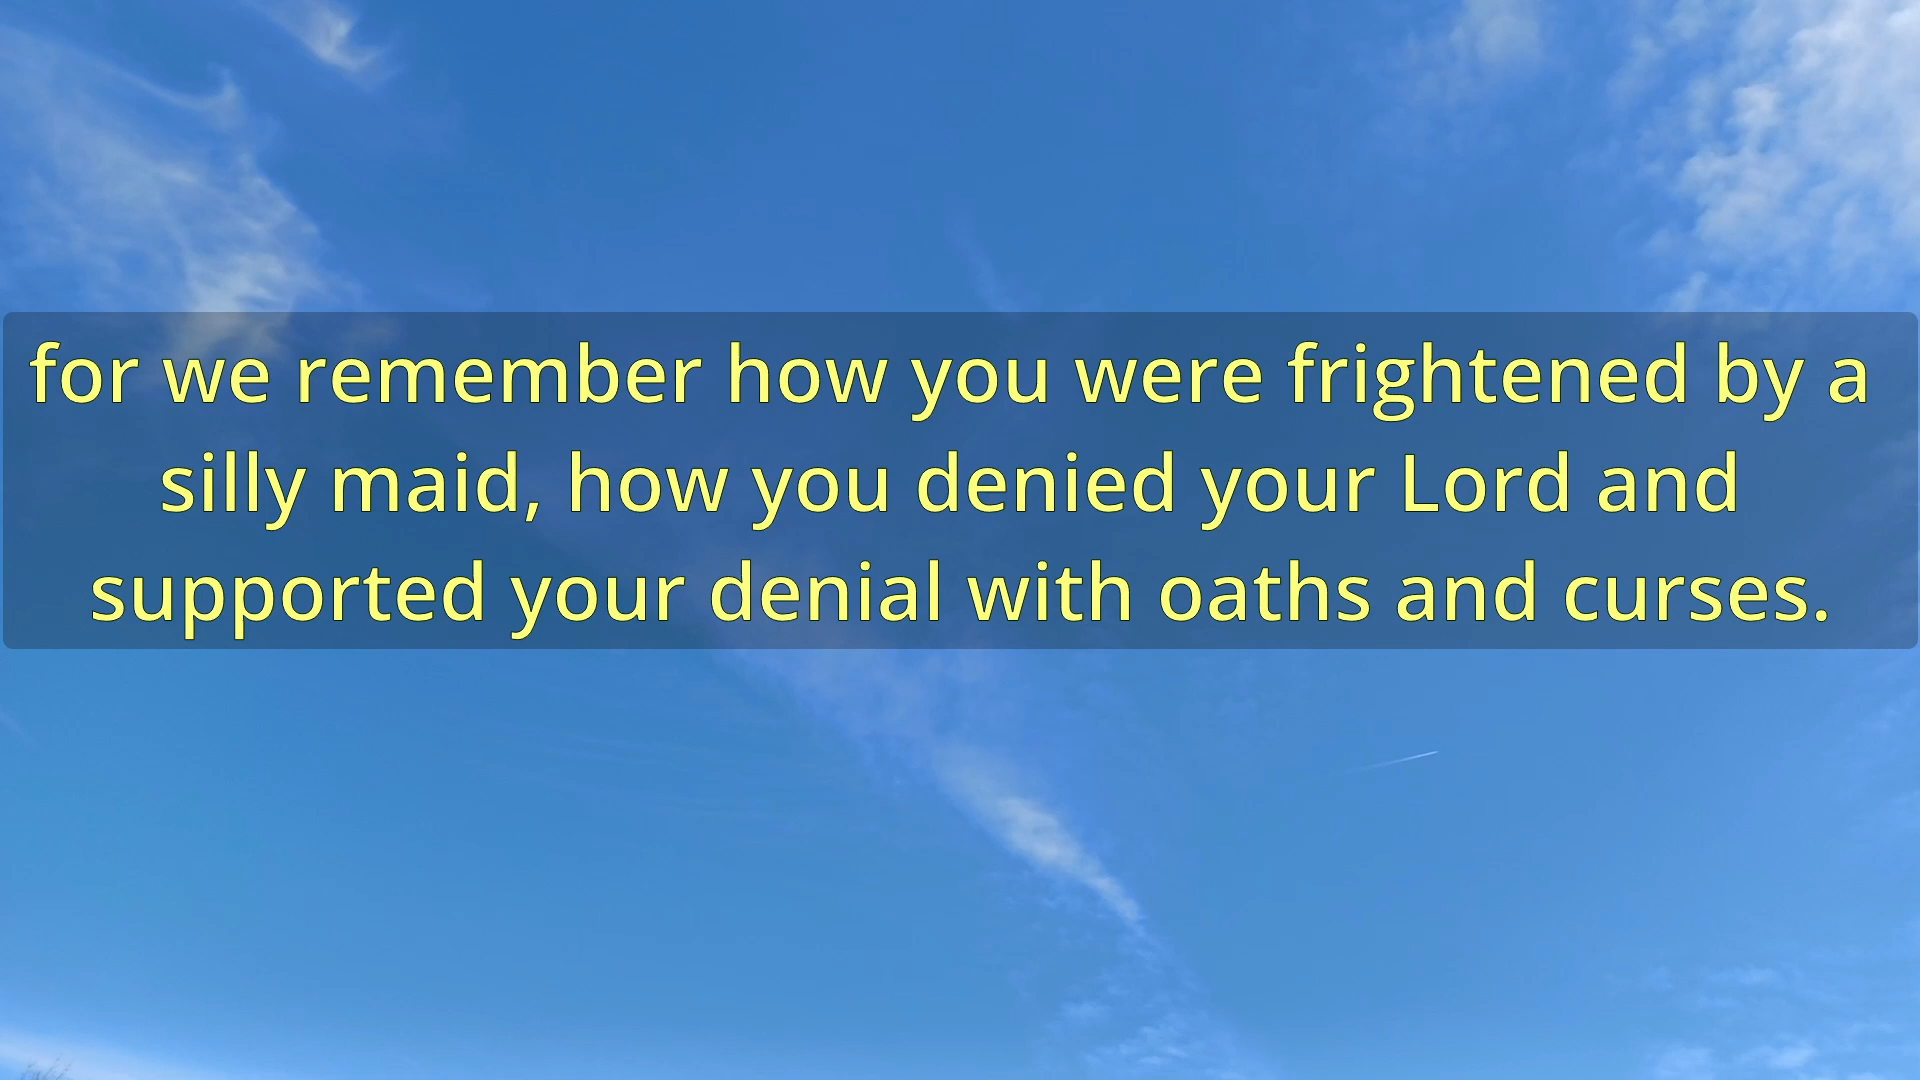 for we remember how you were frightened by a
silly maid, how you denied your Lord and
supported your denial with oaths and curses.